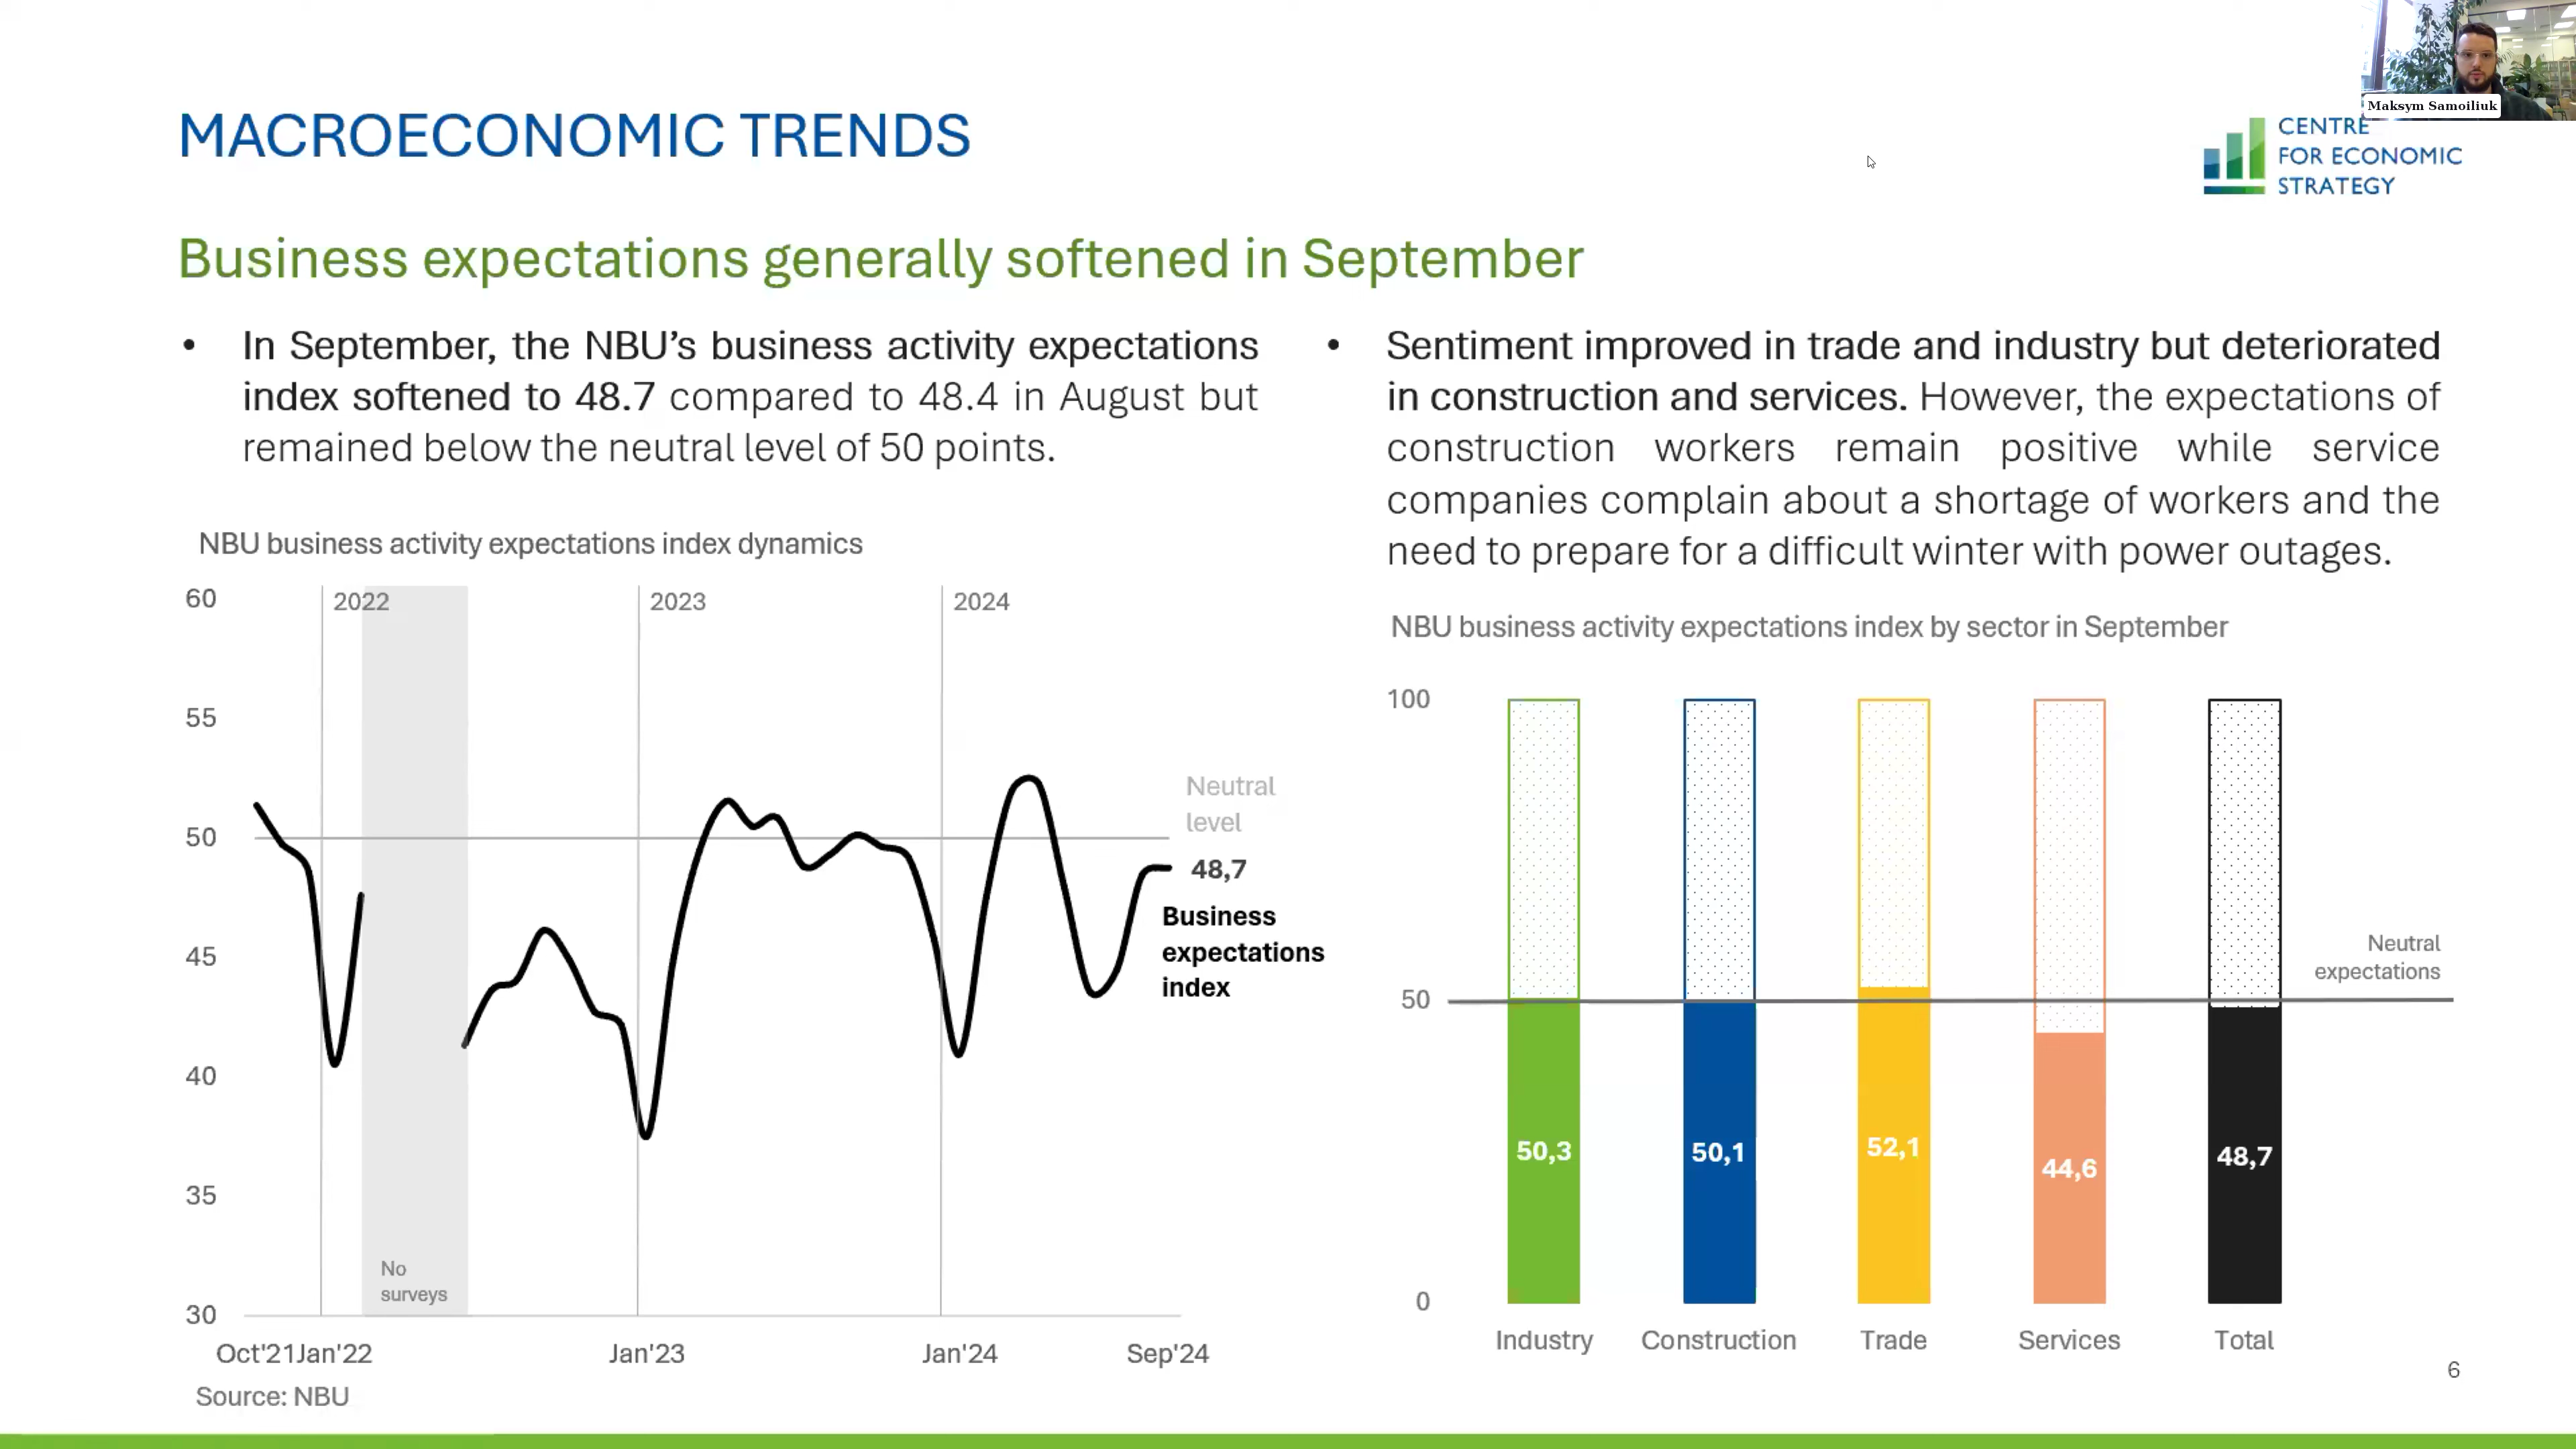 Maksym Samoiliuk
MACROECONOMIC TRENDS
CENTRE
FOR ECONOMIC
STRATEGY
Business expectations generally softened in September
• In September, the NBU’s business activity expectations
index softened to 48.7 compared to 48.4 in August but
remained below the neutral level of 50 points.
NBU business activity expectations index dynamics
60
55
50
45
40
35
30
2022
2023
2024
No
surveys
Neutral
level
48,7
Business
expectations
index
Oct'21 Jan'22 Jan'23 Jan'24 Sep'24
Source: NBU
• Sentiment improved in trade and industry but deteriorated
in construction and services. However, the expectations of
construction workers remain positive while service
companies complain about a shortage of workers and the
need to prepare for a difficult winter with power outages.
NBU business activity expectations index by sector in September
100
50
0
Neutral
expectations
50,3 50,1 52,1 44,6 48,7
Industry Construction Trade Services Total
6